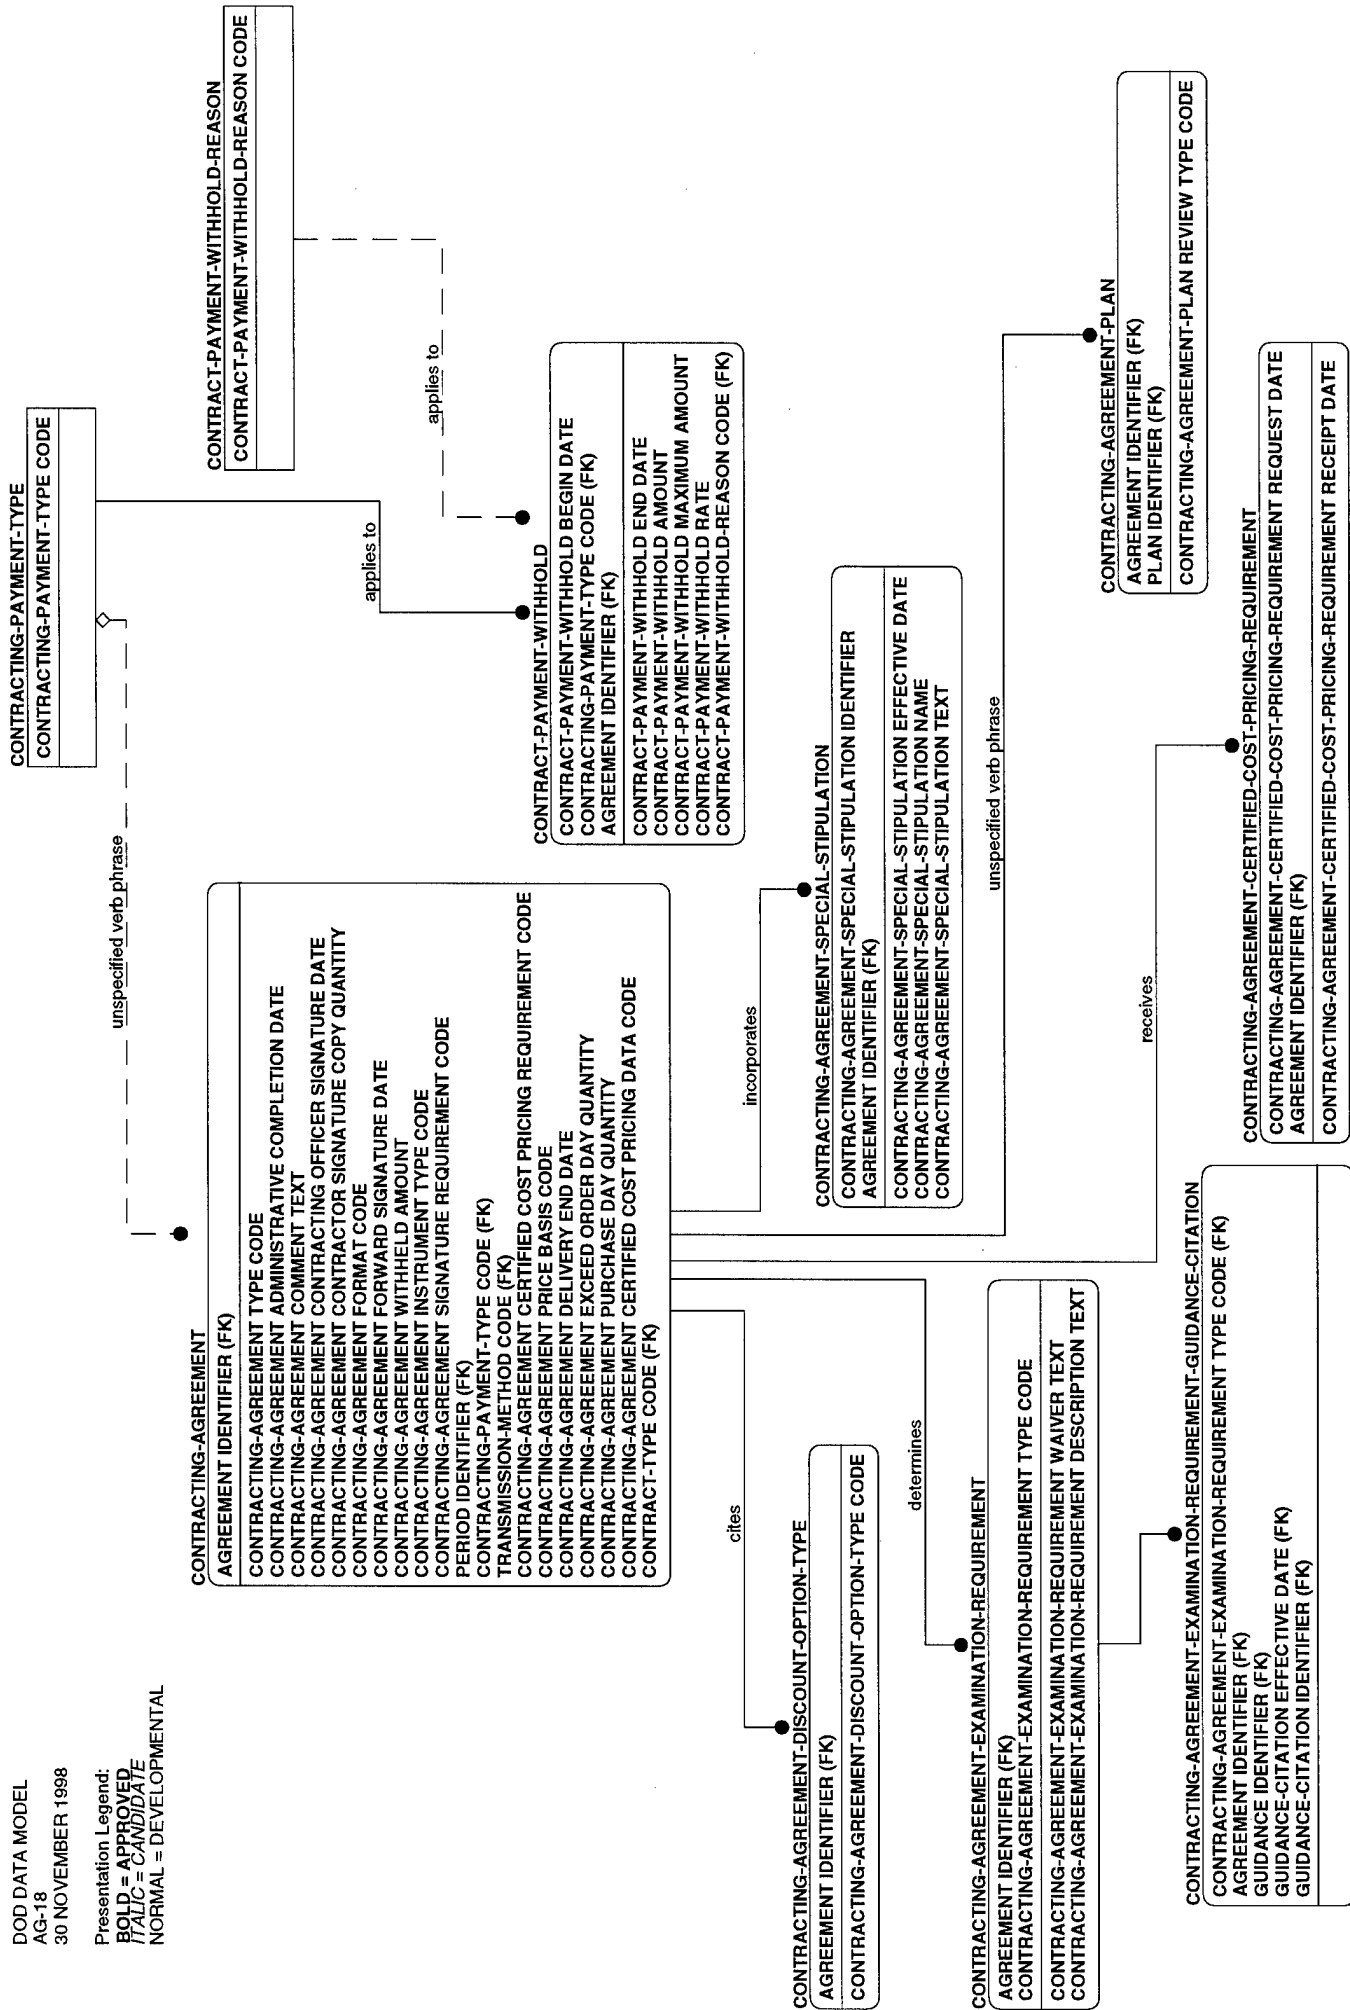 DOD DATA MODEL
AG-18
30 NOVEMBER 1998
Presentation Legend:
BOLD = APPROVED
ITALIC = CANDIDATE
NORMAL = DEVELOPMENTAL
CONTRACTING-PAYMENT-TYPE
CONTRACTING-PAYMENT-TYPE CODE
unspecified verb phrase
applies to
CONTRACT-PAYMENT-WITHHOLD-REASON
CONTRACT-PAYMENT-WITHHOLD-REASON CODE
applies to
CONTRACTING-AGREEMENT
AGREEMENT IDENTIFIER (FK)
CONTRACTING-AGREEMENT TYPE CODE
CONTRACTING-AGREEMENT ADMINISTRATIVE COMPLETION DATE
CONTRACTING-AGREEMENT COMMENT TEXT
CONTRACTING-AGREEMENT CONTRACTING OFFICER SIGNATURE DATE
CONTRACTING-AGREEMENT CONTRACTOR SIGNATURE COPY QUANTITY
CONTRACTING-AGREEMENT FORMAT CODE
CONTRACTING-AGREEMENT FORWARD SIGNATURE DATE
CONTRACTING-AGREEMENT WITHHELD AMOUNT
CONTRACTING-AGREEMENT INSTRUMENT TYPE CODE
CONTRACTING-AGREEMENT SIGNATURE REQUIREMENT CODE
PERIOD IDENTIFIER (FK)
CONTRACTING-PAYMENT-TYPE CODE (FK)
TRANSMISSION-METHOD CODE (FK)
CONTRACTING-AGREEMENT CERTIFIED COST PRICING REQUIREMENT CODE
CONTRACTING-AGREEMENT PRICE BASIS CODE
CONTRACTING-AGREEMENT DELIVERY END DATE
CONTRACTING-AGREEMENT EXCEED ORDER DAY QUANTITY
CONTRACTING-AGREEMENT PURCHASE DAY QUANTITY
CONTRACTING-AGREEMENT CERTIFIED COST PRICING DATA CODE
CONTRACT-TYPE CODE (FK)
CONTRACT-PAYMENT-WITHHOLD
CONTRACT-PAYMENT-WITHHOLD BEGIN DATE
CONTRACTING-PAYMENT-TYPE CODE (FK)
AGREEMENT IDENTIFIER (FK)
CONTRACT-PAYMENT-WITHHOLD END DATE
CONTRACT-PAYMENT-WITHHOLD AMOUNT
CONTRACT-PAYMENT-WITHHOLD MAXIMUM AMOUNT
CONTRACT-PAYMENT-WITHHOLD RATE
CONTRACT-PAYMENT-WITHHOLD-REASON CODE (FK)
cites
incorporates
CONTRACTING-AGREEMENT-DISCOUNT-OPTION-TYPE
AGREEMENT IDENTIFIER (FK)
CONTRACTING-AGREEMENT-DISCOUNT-OPTION-TYPE CODE
CONTRACTING-AGREEMENT-SPECIAL-STIPULATION
CONTRACTING-AGREEMENT-SPECIAL-STIPULATION IDENTIFIER
AGREEMENT IDENTIFIER (FK)
CONTRACTING-AGREEMENT-SPECIAL-STIPULATION EFFECTIVE DATE
CONTRACTING-AGREEMENT-SPECIAL-STIPULATION NAME
CONTRACTING-AGREEMENT-SPECIAL-STIPULATION TEXT
determines
unspecified verb phrase
CONTRACTING-AGREEMENT-EXAMINATION-REQUIREMENT
AGREEMENT IDENTIFIER (FK)
CONTRACTING-AGREEMENT-EXAMINATION-REQUIREMENT TYPE CODE
CONTRACTING-AGREEMENT-EXAMINATION-REQUIREMENT WAIVER TEXT
CONTRACTING-AGREEMENT-EXAMINATION-REQUIREMENT DESCRIPTION TEXT
CONTRACTING-AGREEMENT-PLAN
AGREEMENT IDENTIFIER (FK)
PLAN IDENTIFIER (FK)
CONTRACTING-AGREEMENT-PLAN REVIEW TYPE CODE
receives
CONTRACTING-AGREEMENT-EXAMINATION-REQUIREMENT-GUIDANCE-CITATION
CONTRACTING-AGREEMENT-EXAMINATION-REQUIREMENT TYPE CODE (FK)
AGREEMENT IDENTIFIER (FK)
GUIDANCE IDENTIFIER (FK)
GUIDANCE-CITATION EFFECTIVE DATE (FK)
GUIDANCE-CITATION IDENTIFIER (FK)
CONTRACTING-AGREEMENT-CERTIFIED-COST-PRICING-REQUIREMENT
CONTRACTING-AGREEMENT-CERTIFIED-COST-PRICING-REQUIREMENT REQUEST DATE
AGREEMENT IDENTIFIER (FK)
CONTRACTING-AGREEMENT-CERTIFIED-COST-PRICING-REQUIREMENT RECEIPT DATE